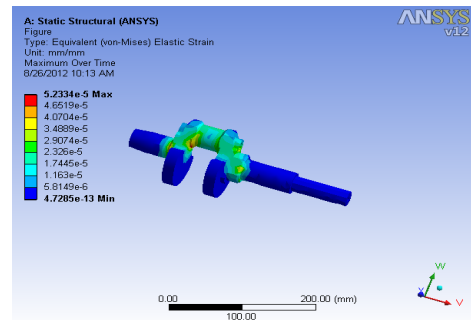 A: Static Structural (ANSYS)
Figure
Type: Equivalent (von-Mises) Elastic Strain
Unit: mm/mm
Maximum Over Time
8/26/2012 10:13 AM
5.2334e-5 Max
4.6519e-5
4.0704e-5
3.4889e-5
2.9074e-5
2.326e-5
1.7445e-5
1.163e-5
5.8149e-6
4.7285e-13 Min
ANSYS
v12
W
V
0.00
200.00 (mm)
100.00